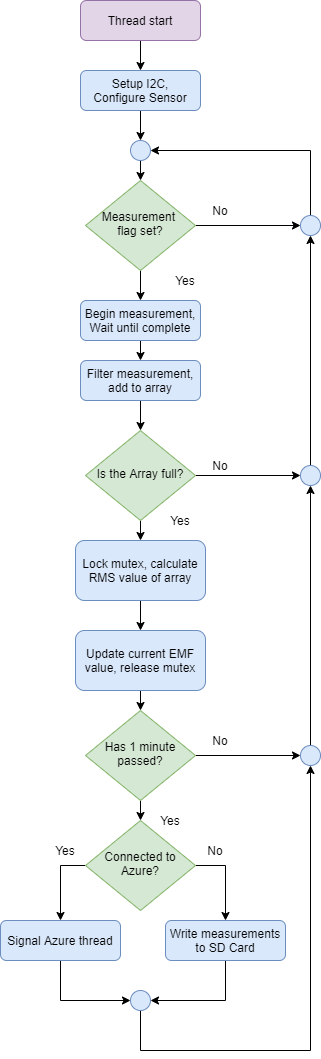 Thread start
Setup I2C,
Configure Sensor
Measurement
flag set?
No
Yes
Begin measurement,
Wait until complete
Filter measurement,
add to array
Is the Array full?
No
Yes
Lock mutex, calculate
RMS value of array
Update current EMF
value, release mutex
Has 1 minute
passed?
No
Yes
Connected to
Azure?
Yes
No
Signal Azure thread
Write measurements
to SD Card